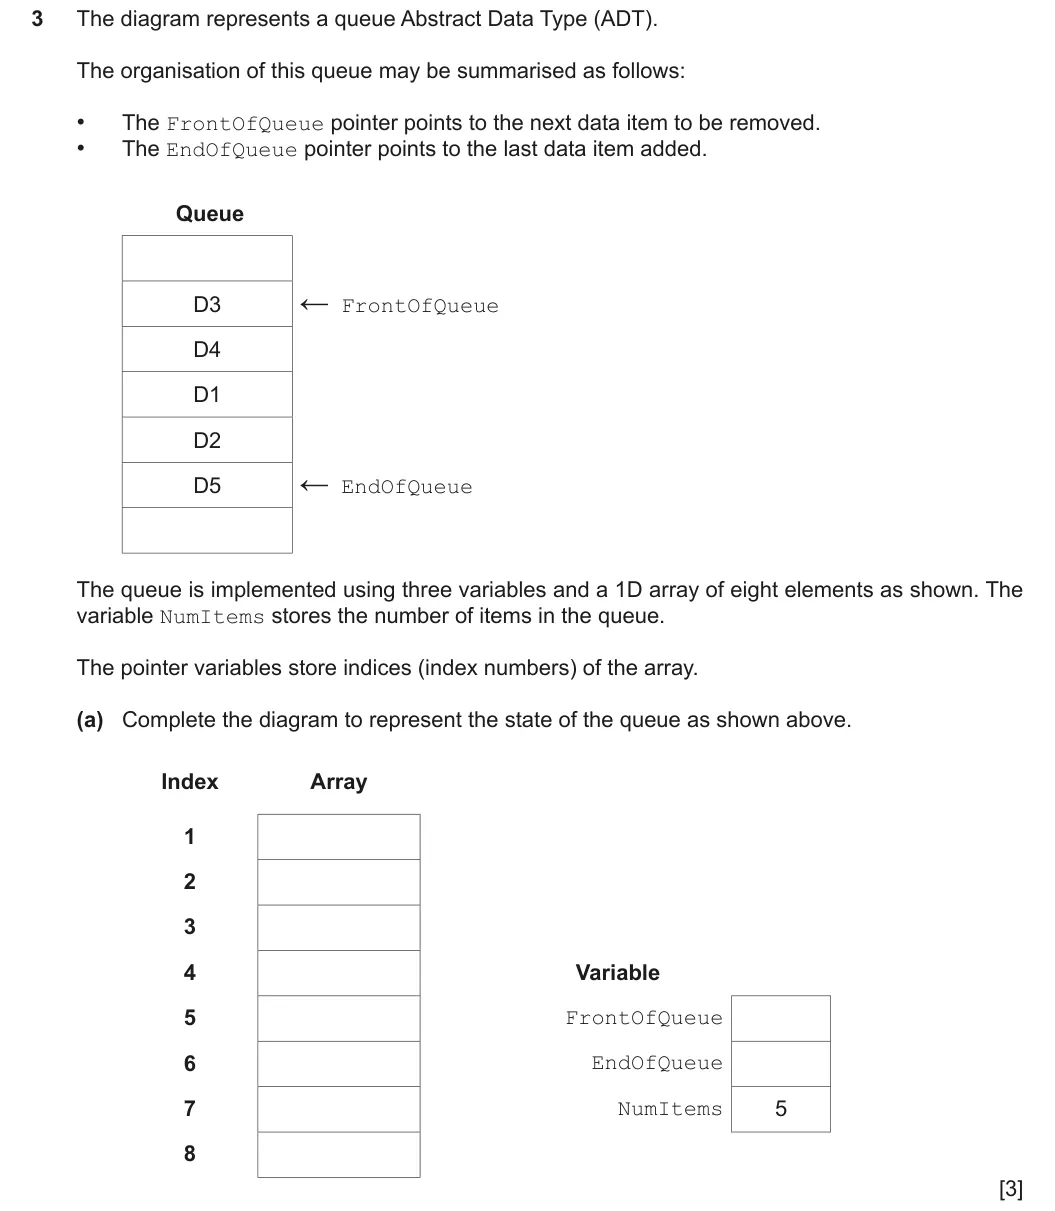 3 The diagram represents a queue Abstract Data Type (ADT).
The organisation of this queue may be summarised as follows:
• The FrontOfQueue pointer points to the next data item to be removed.
• The EndOfQueue pointer points to the last data item added.
Queue
D3 ← FrontOfQueue
D4
D1
D2
D5 ← EndOfQueue
The queue is implemented using three variables and a 1D array of eight elements as shown. The
variable NumItems stores the number of items in the queue.
The pointer variables store indices (index numbers) of the array.
(a) Complete the diagram to represent the state of the queue as shown above.
Index Array
1
2
3
4 Variable
5 FrontOfQueue
6 EndOfQueue
7 NumItems 5
8
[3]